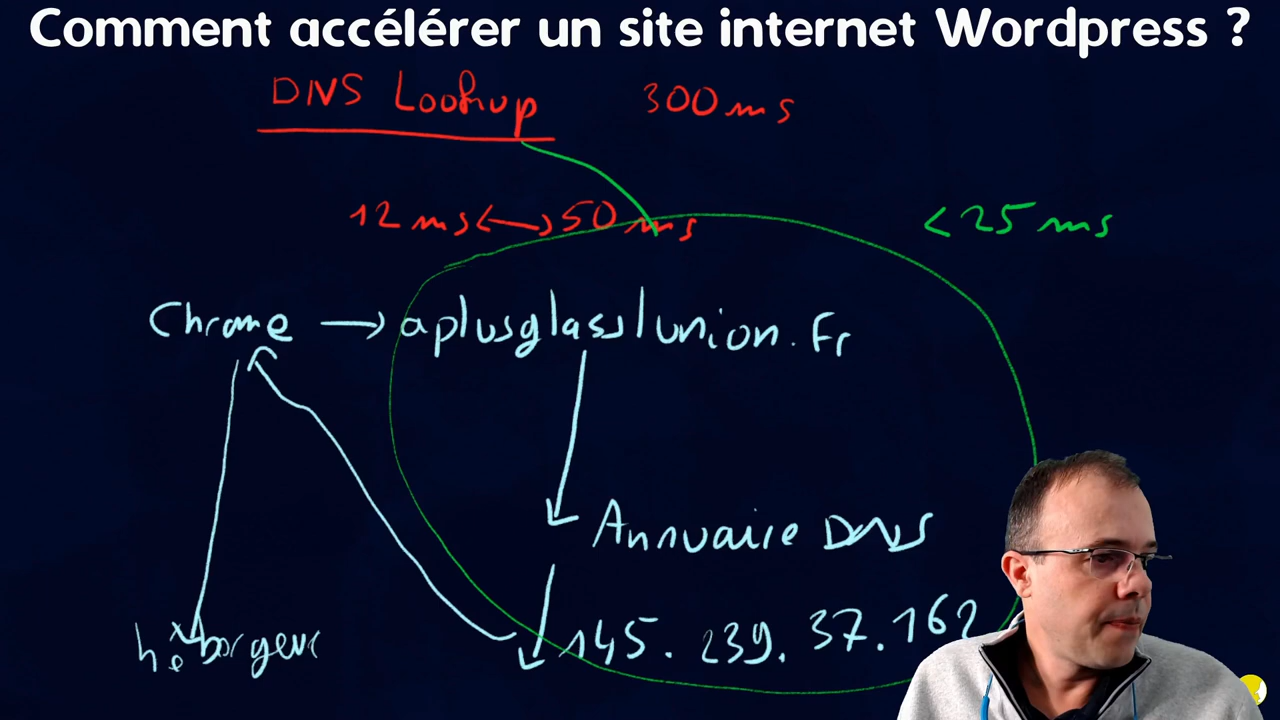 Comment accélérer un site internet Wordpress ?
DNS Lookup 300 ms
12 ms <-> 50 ms < 25 ms
Chrome -> aplusglasslunion.Fr
Annuaire DNS
hébergeur 145.239.37.162